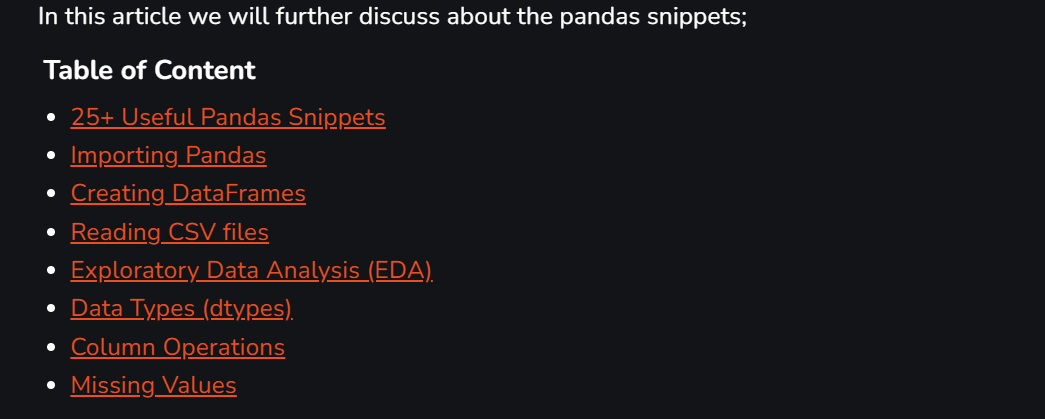 In this article we will further discuss about the pandas snippets;
Table of Content
25+ Useful Pandas Snippets
Importing Pandas
Creating DataFrames
Reading CSV files
Exploratory Data Analysis (EDA)
Data Types (dtypes)
Column Operations
Missing Values